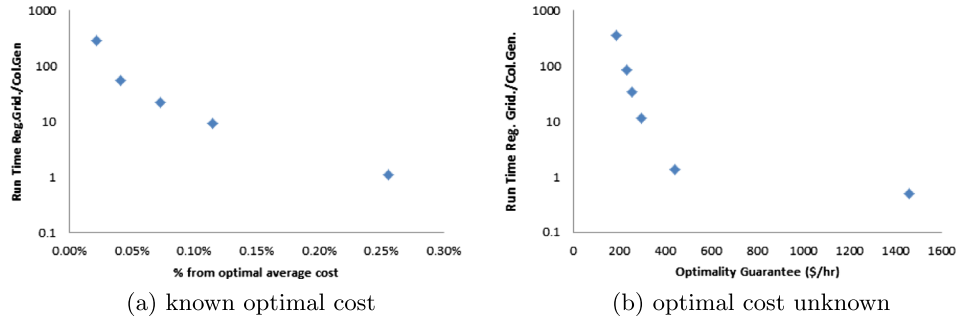 1000
100
10
1
0.1
Run Time Reg.Grid./Col.Gen
0.00% 0.05% 0.10% 0.15% 0.20% 0.25% 0.30%
% from optimal average cost
(a) known optimal cost
1000
100
10
1
0.1
Run Time Reg. Grid./Col.Gen.
0 200 400 600 800 1000 1200 1400 1600
Optimality Guarantee ($/hr)
(b) optimal cost unknown